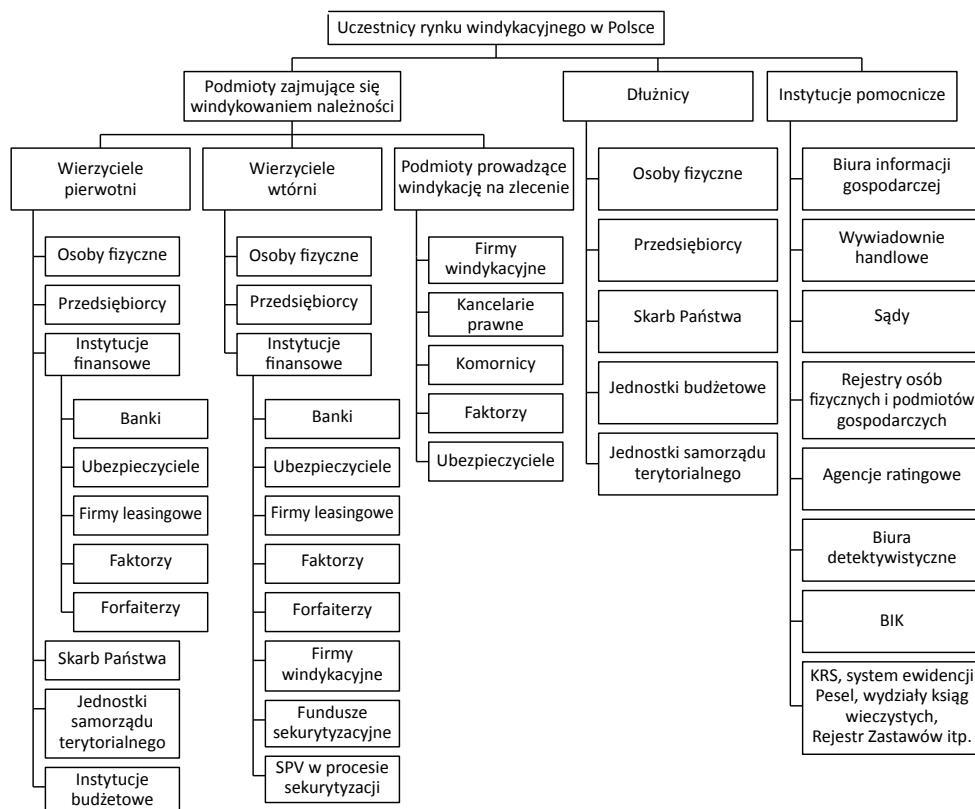 Uczestnicy rynku windykacyjnego w Polsce
Podmioty zajmujące się
windykowaniem należności
Dłużnicy
Instytucje pomocnicze
Wierzyciele
pierwotni
Wierzyciele
wtórni
Podmioty prowadzące
windykację na zlecenie
Osoby fizyczne
Przedsiębiorcy
Instytucje
finansowe
Banki
Ubezpieczyciele
Firmy leasingowe
Faktorzy
Forfaiterzy
Skarb Państwa
Jednostki
samorządu
terytorialnego
Instytucje
budżetowe
Osoby fizyczne
Przedsiębiorcy
Instytucje
finansowe
Banki
Ubezpieczyciele
Firmy leasingowe
Faktorzy
Forfaiterzy
Firmy
windykacyjne
Fundusze
sekurytyzacyjne
SPV w procesie
sekurytyzacji
Firmy
windykacyjne
Kancelarie
prawne
Komornicy
Faktorzy
Ubezpieczyciele
Osoby fizyczne
Przedsiębiorcy
Skarb Państwa
Jednostki budżetowe
Jednostki samorządu
terytorialnego
Biura informacji
gospodarczej
Wywiadownie
handlowe
Sądy
Rejestry osób
fizycznych i podmiotów
gospodarczych
Agencje ratingowe
Biura
detektywistyczne
BIK
KRS, system ewidencji
Pesel, wydziały ksiąg
wieczystych,
Rejestr Zastawów itp.